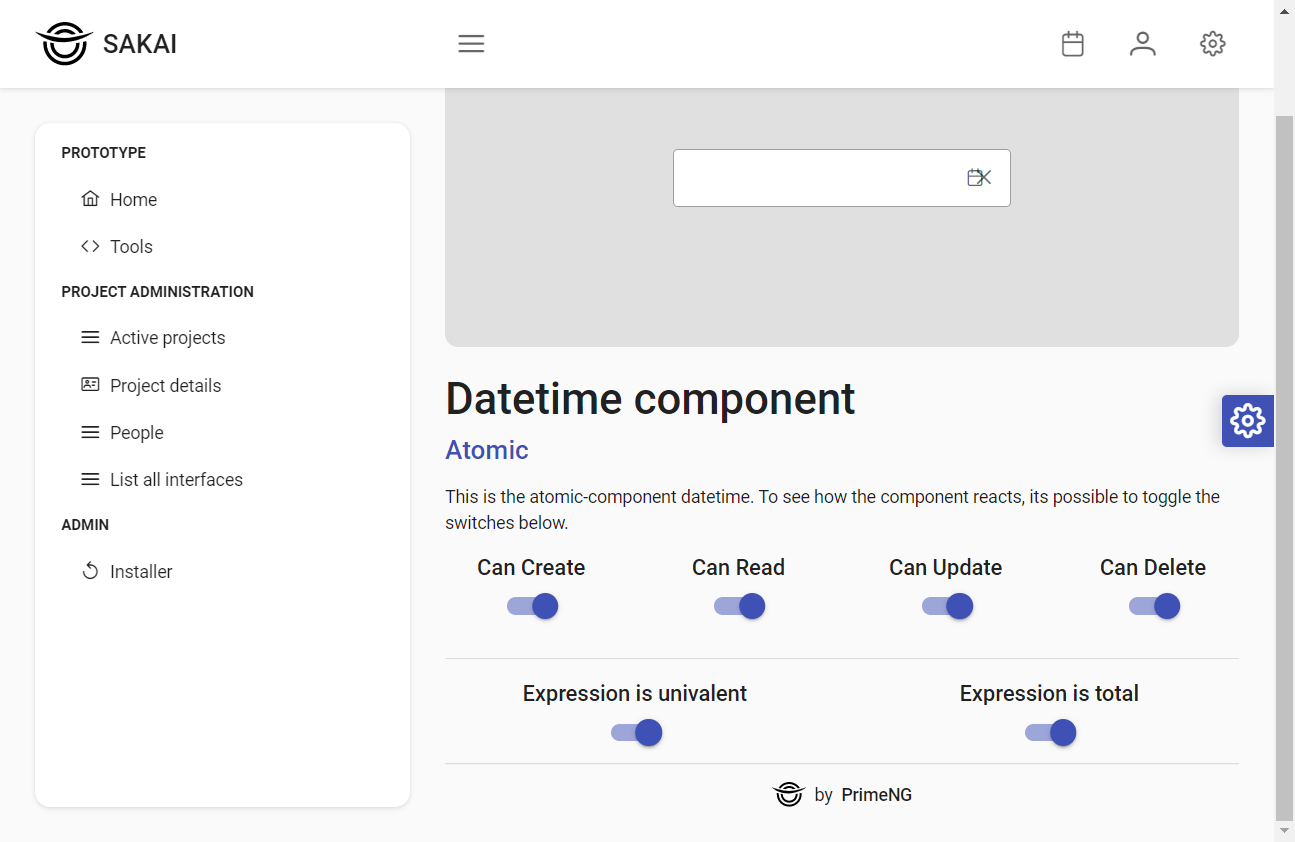 SAKAI
PROTOTYPE
Home
Tools
PROJECT ADMINISTRATION
Active projects
Project details
People
List all interfaces
ADMIN
Installer
Datetime component
Atomic
This is the atomic-component datetime. To see how the component reacts, its possible to toggle the
switches below.
Can Create Can Read Can Update Can Delete
Expression is univalent Expression is total
by PrimeNG